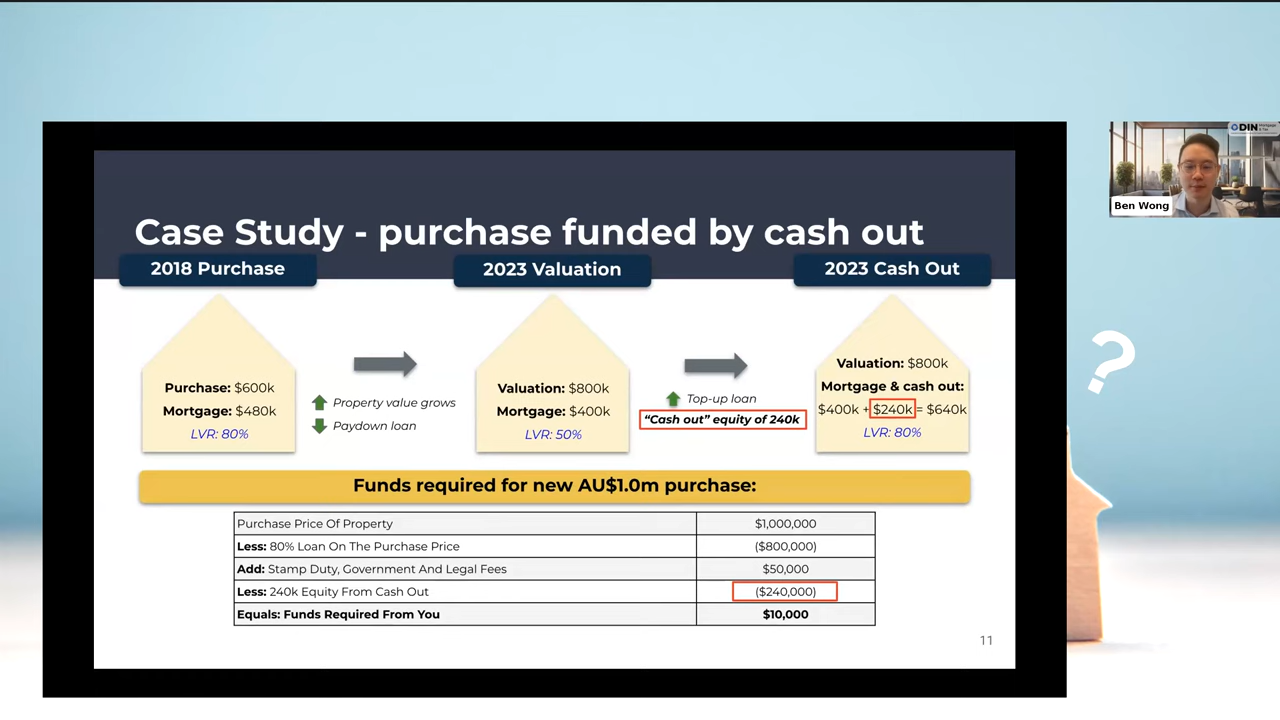 Case Study - purchase funded by cash out
2018 Purchase
2023 Valuation
2023 Cash Out
Purchase: $600k
Mortgage: $480k
LVR: 80%
Property value grows
Paydown loan
Valuation: $800k
Mortgage: $400k
LVR: 50%
Top-up loan
“Cash out” equity of 240k
Valuation: $800k
Mortgage & cash out:
$400k + $240k = $640k
LVR: 80%
Funds required for new AU$1.0m purchase:
Purchase Price Of Property $1,000,000
Less: 80% Loan On The Purchase Price ($800,000)
Add: Stamp Duty, Government And Legal Fees $50,000
Less: 240k Equity From Cash Out ($240,000)
Equals: Funds Required From You $10,000
11
?
DIN Mortgage & Tax
Ben Wong